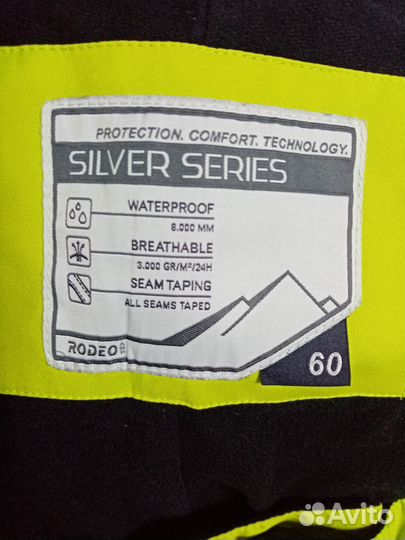 PROTECTION. COMFORT. TECHNOLOGY.
SILVER SERIES
WATERPROOF
8.000 MM
BREATHABLE
3.000 GR/M²/24H
SEAM TAPING
ALL SEAMS TAPED
RODEO
60
Avito